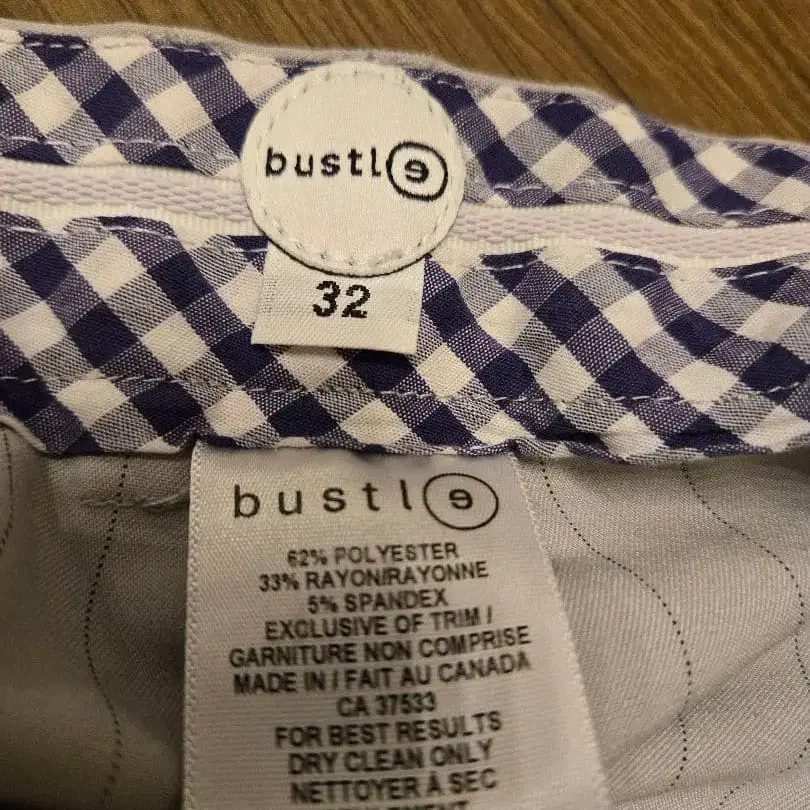 bustle
32
bustle
62% POLYESTER
33% RAYON/RAYONNE
5% SPANDEX
EXCLUSIVE OF TRIM /
GARNITURE NON COMPRISE
MADE IN / FAIT AU CANADA
CA 37533
FOR BEST RESULTS
DRY CLEAN ONLY
NETTOYER À SEC